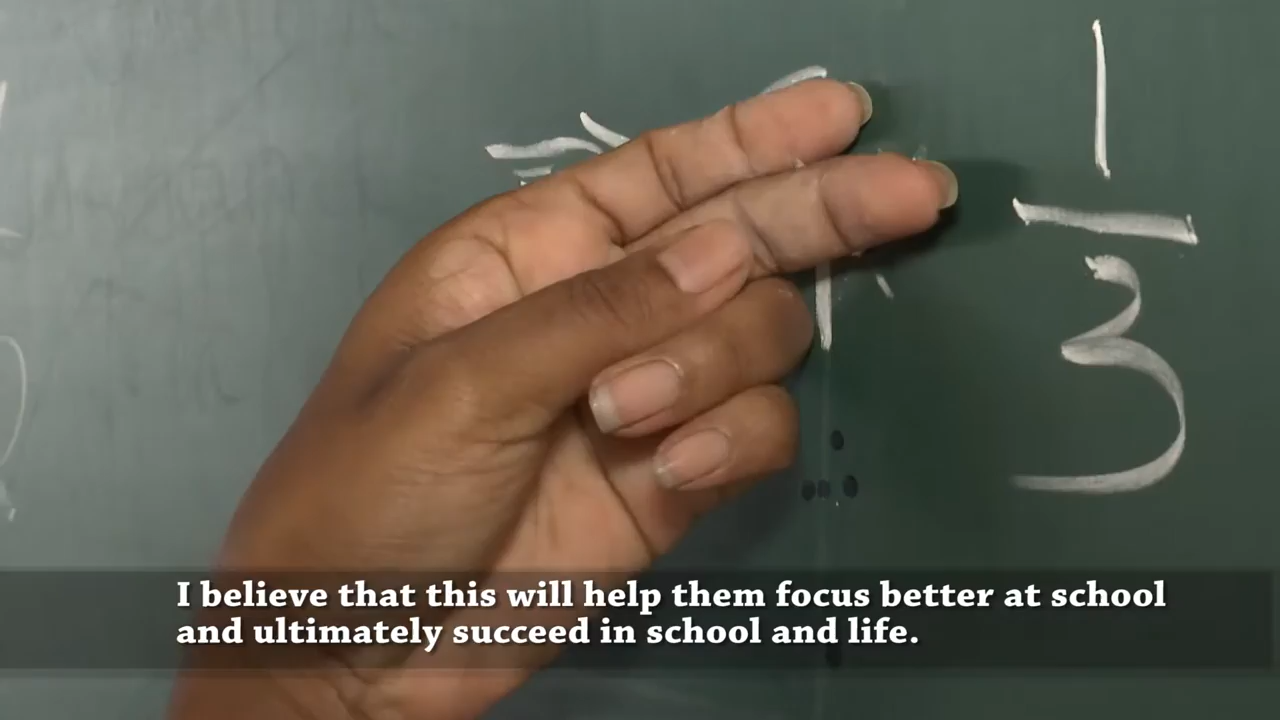 1
3
I believe that this will help them focus better at school
and ultimately succeed in school and life.